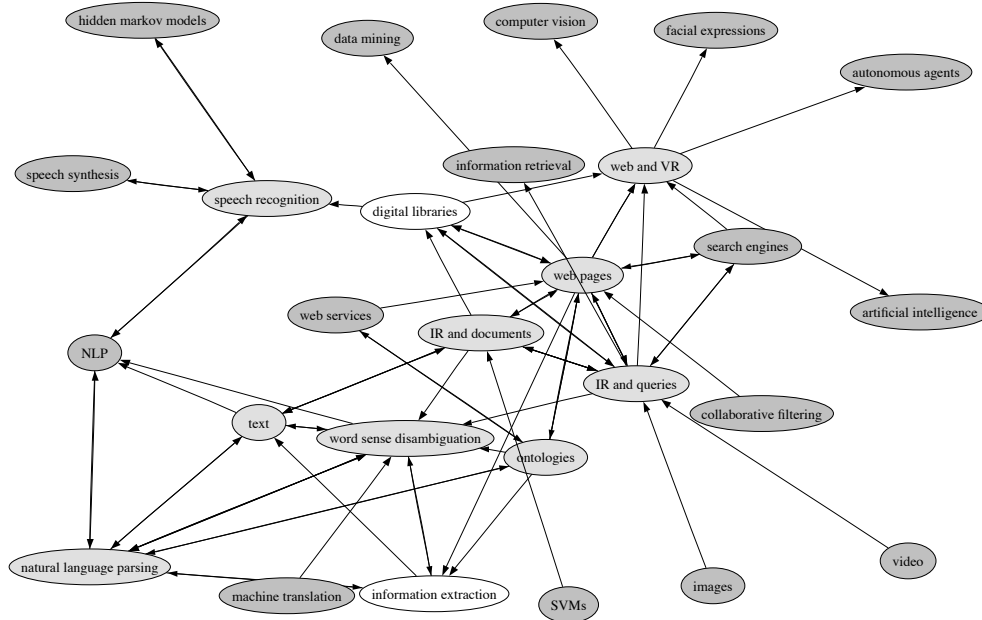 hidden markov models
computer vision
facial expressions
data mining
autonomous agents
information retrieval
web and VR
speech synthesis
speech recognition
digital libraries
search engines
web pages
web services
artificial intelligence
IR and documents
NLP
IR and queries
collaborative filtering
text
word sense disambiguation
ontologies
natural language parsing
video
images
machine translation
information extraction
SVMs